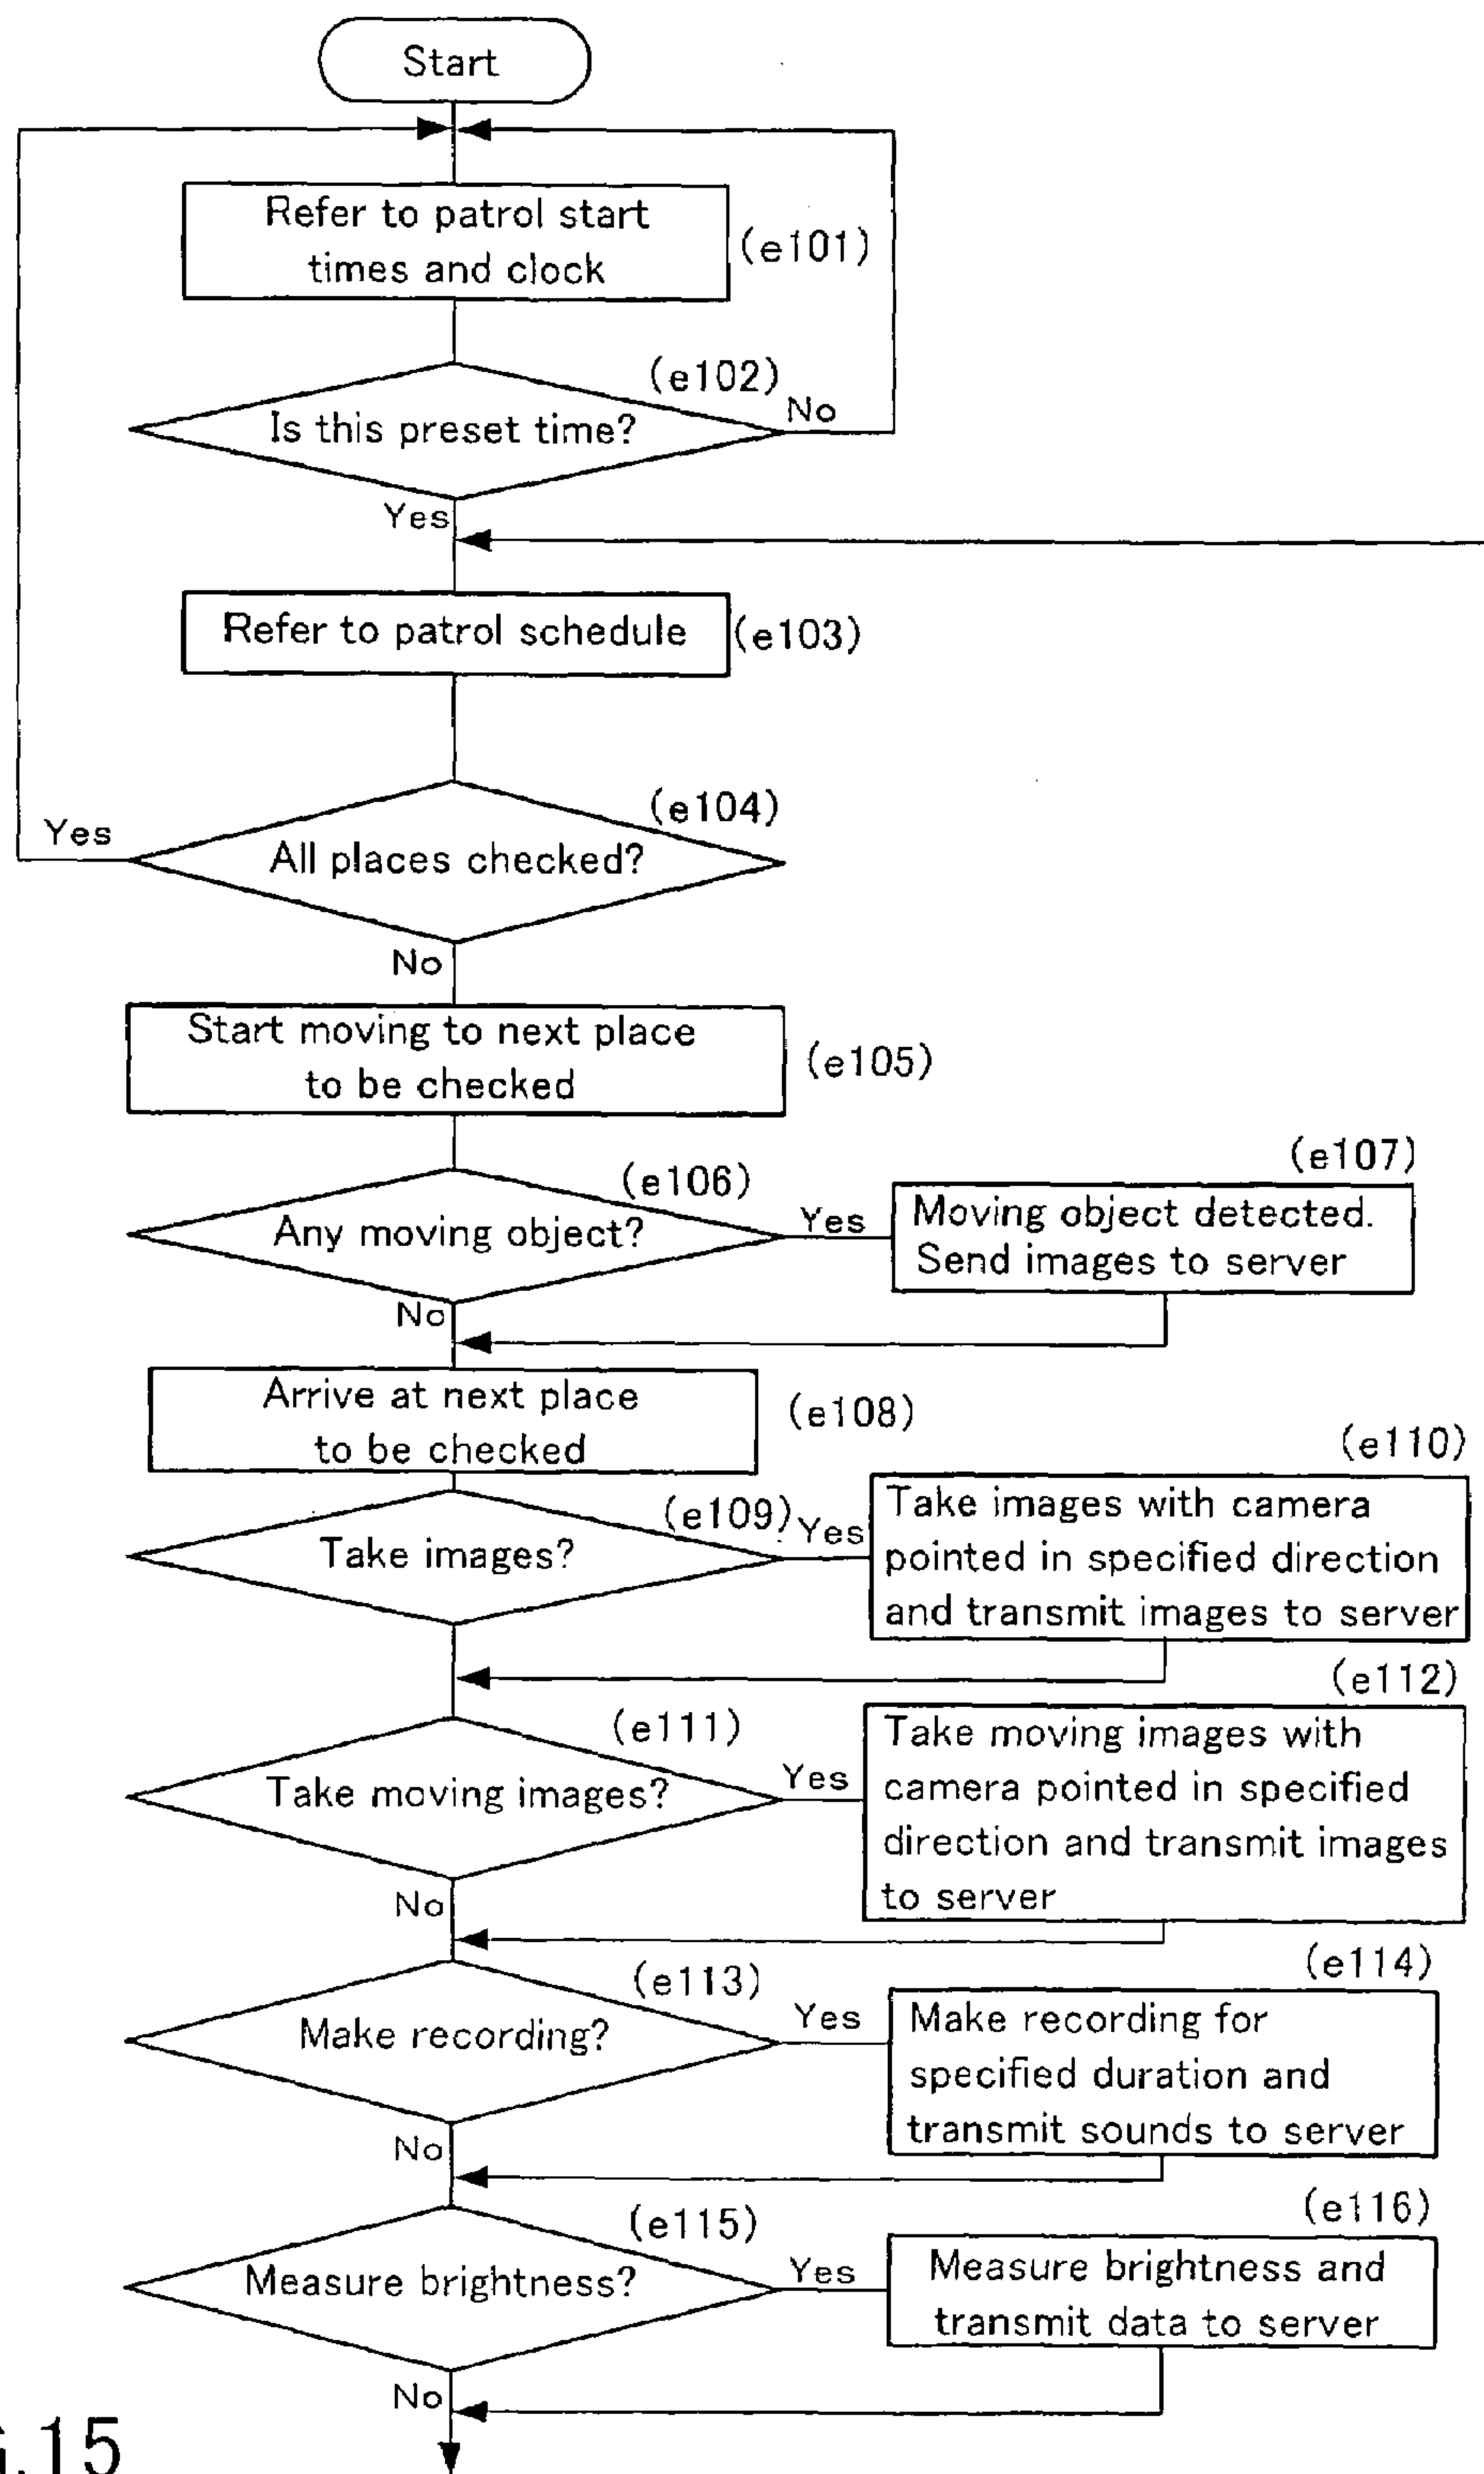 Start
Refer to patrol start
times and clock
(e101)
(e102)
Is this preset time?
No
Yes
Refer to patrol schedule
(e103)
(e104)
Yes
All places checked?
No
Start moving to next place
to be checked
(e105)
(e106)
Any moving object?
Yes
(e107)
Moving object detected.
Send images to server
No
Arrive at next place
to be checked
(e108)
(e109)
Take images?
Yes
(e110)
Take images with camera
pointed in specified direction
and transmit images to server
(e111)
Take moving images?
Yes
(e112)
Take moving images with
camera pointed in specified
direction and transmit images
to server
No
(e113)
Make recording?
Yes
(e114)
Make recording for
specified duration and
transmit sounds to server
No
(e115)
Measure brightness?
Yes
(e116)
Measure brightness and
transmit data to server
No
.15